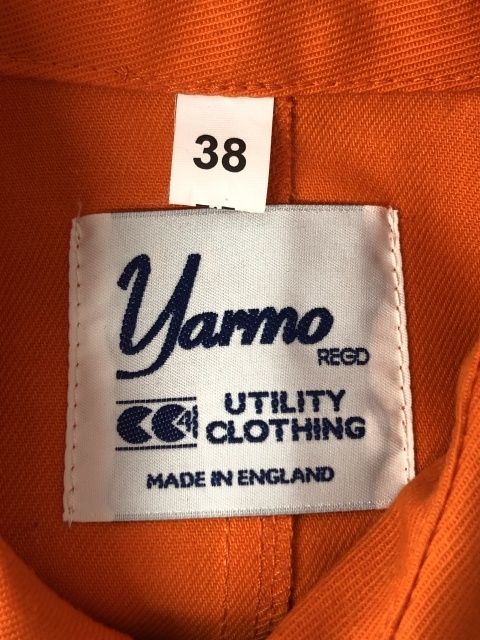 38
Yarmo
REGD
UTILITY
CLOTHING
MADE IN ENGLAND